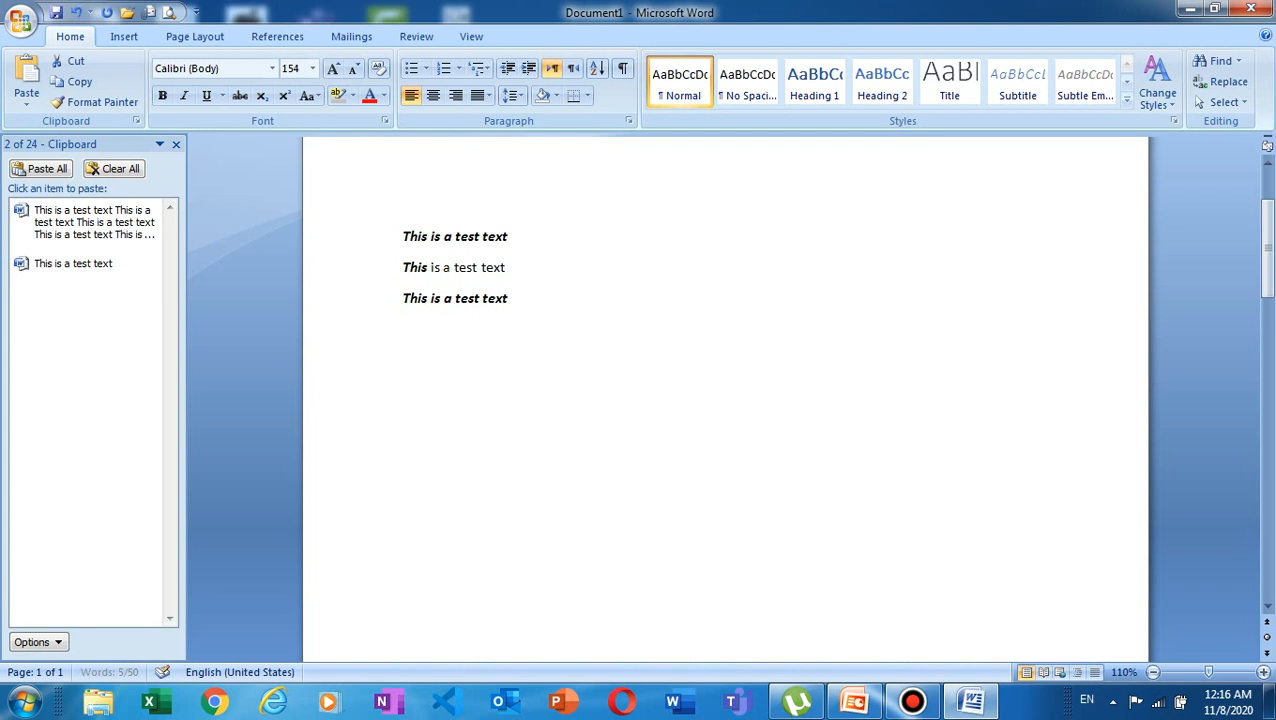 Document1 - Microsoft Word
Home Insert Page Layout References Mailings Review View
Paste
Cut
Copy
Format Painter
Clipboard
Calibri (Body) 154
Font
Paragraph
AaBbCcDc AaBbCcDc AaBbC AaBbCc AaB AaBbCcL AaBbCcDc
¶ Normal ¶ No Spaci... Heading 1 Heading 2 Title Subtitle Subtle Em...
Change Styles
Styles
Find
Replace
Select
Editing
2 of 24 - Clipboard
Paste All Clear All
Click an item to paste:
This is a test text This is a
test text This is a test text
This is a test text This is ...
This is a test text
Options
This is a test text
This is a test text
This is a test text
Page: 1 of 1 Words: 5/50 English (United States) 110%
EN
12:16 AM
11/8/2020